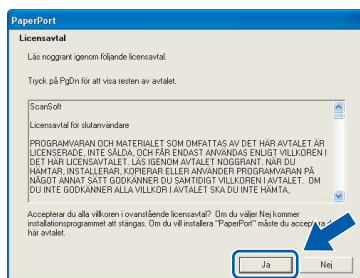 PaperPort
Licensavtal
Läs noggrant igenom följande licensavtal.
Tryck på PgDn för att visa resten av avtalet.
ScanSoft
Licensavtal för slutanvändare
PROGRAMVARAN OCH MATERIALET SOM OMFATTAS AV DET HÄR AVTALET ÄR
LICENSERADE, INTE SÅLDA, OCH FÅR ENDAST ANVÄNDAS ENLIGT VILLKOREN I
DET HÄR LICENSAVTALET. LÄS IGENOM AVTALET NOGGRANT. NÄR DU
HÄMTAR, INSTALLERAR, KOPIERAR ELLER ANVÄNDER PROGRAMVARAN PÅ
NÅGOT ANNAT SÄTT GODKÄNNER DU SAMTIDIGT VILLKOREN I AVTALET. OM
DU INTE GODKÄNNER ALLA VILLKOR I AVTALET SKA DU INTE HÄMTA,
Accepterar du alla villkoren i ovanstående licensavtal? Om du väljer Nej kommer
installationsprogrammet att stängas. Om du vill installera "PaperPort" måste du acceptera
här avtalet.
Ja
Nej